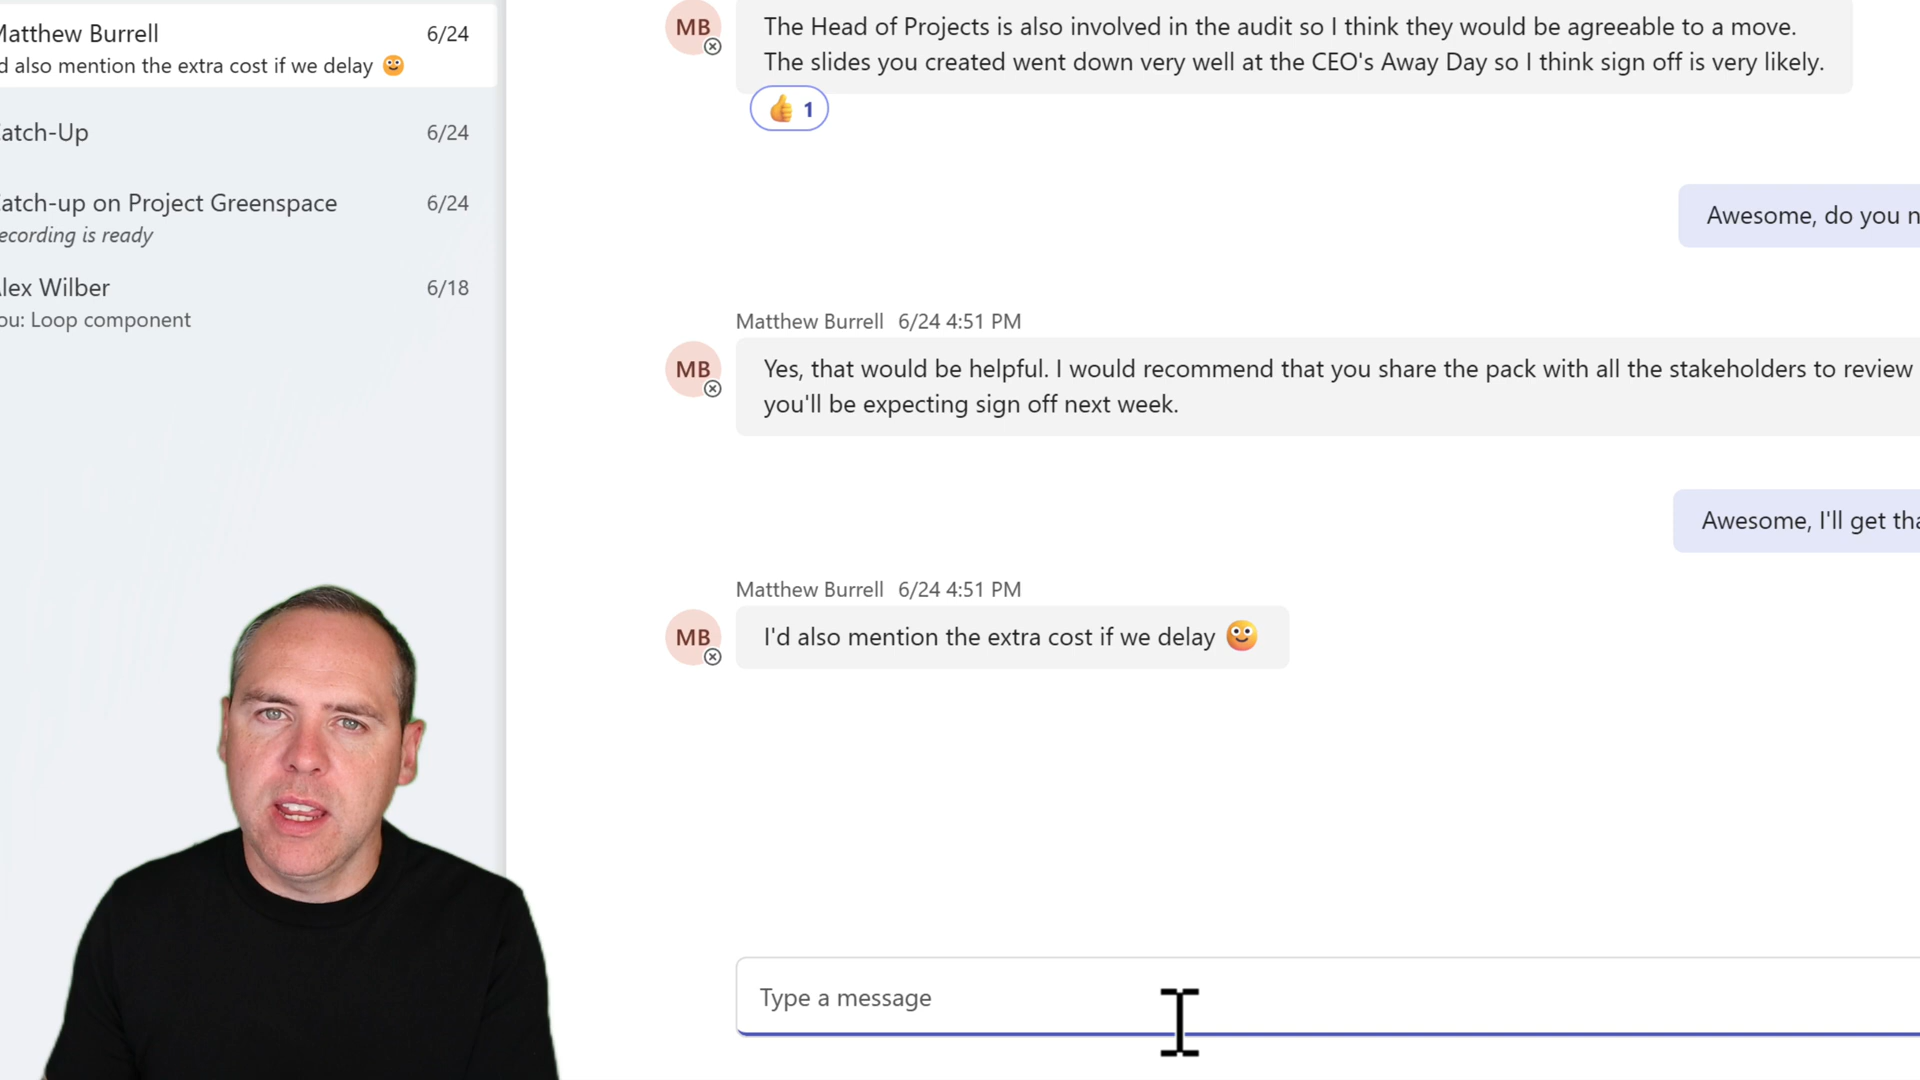 Matthew Burrell 6/24
d also mention the extra cost if we delay
atch-Up 6/24
atch-up on Project Greenspace 6/24
ecording is ready
lex Wilber 6/18
ou: Loop component
MB
The Head of Projects is also involved in the audit so I think they would be agreeable to a move.
The slides you created went down very well at the CEO's Away Day so I think sign off is very likely.
1
Awesome, do you n
Matthew Burrell 6/24 4:51 PM
MB
Yes, that would be helpful. I would recommend that you share the pack with all the stakeholders to review
you'll be expecting sign off next week.
Awesome, I'll get tha
Matthew Burrell 6/24 4:51 PM
MB
I'd also mention the extra cost if we delay
Type a message